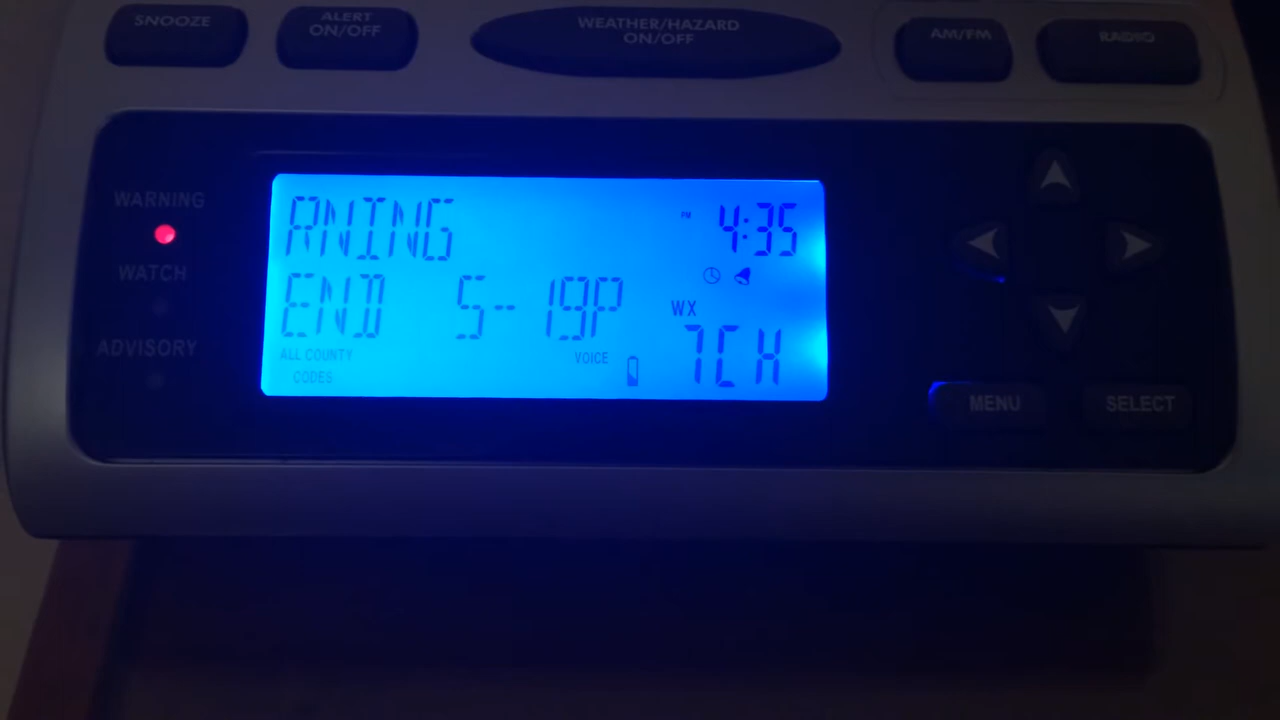 SNOOZE
ALERT
ON/OFF
WEATHER/HAZARD
ON/OFF
AM/FM
RADIO
WARNING
WATCH
ADVISORY
RNING
PM 4:35
END 5-19P
WX
7CH
ALL COUNTY
CODES
VOICE
MENU
SELECT